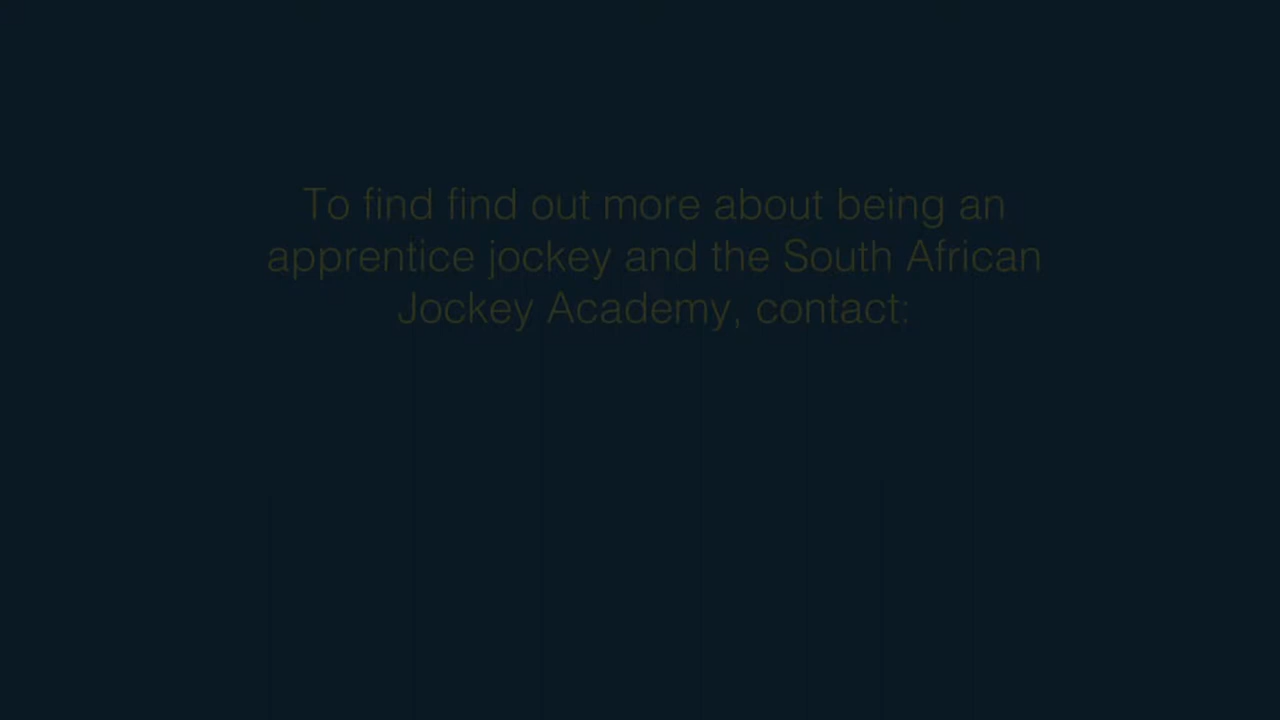 To find find out more about being an
apprentice jockey and the South African
Jockey Academy, contact: